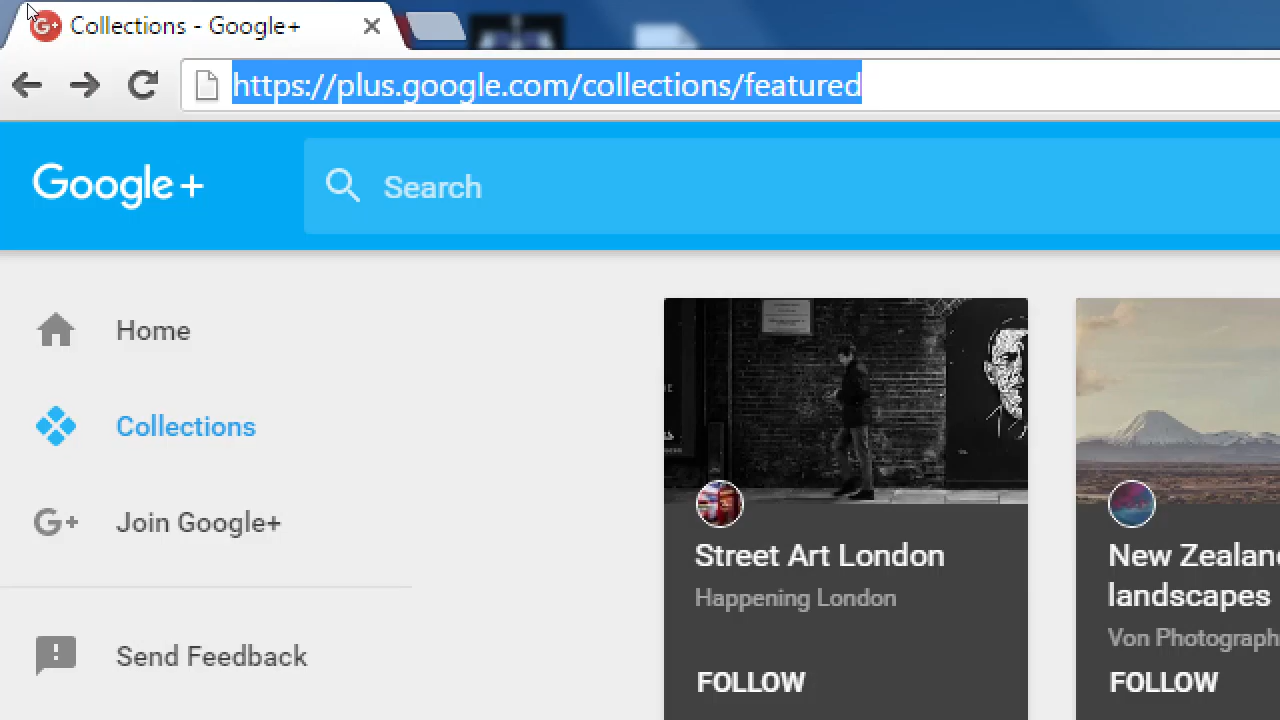 Collections - Google+
https://plus.google.com/collections/featured
Google+
Search
Home
Collections
Join Google+
Send Feedback
Street Art London
Happening London
FOLLOW
New Zealand
landscapes
Von Photograph
FOLLOW